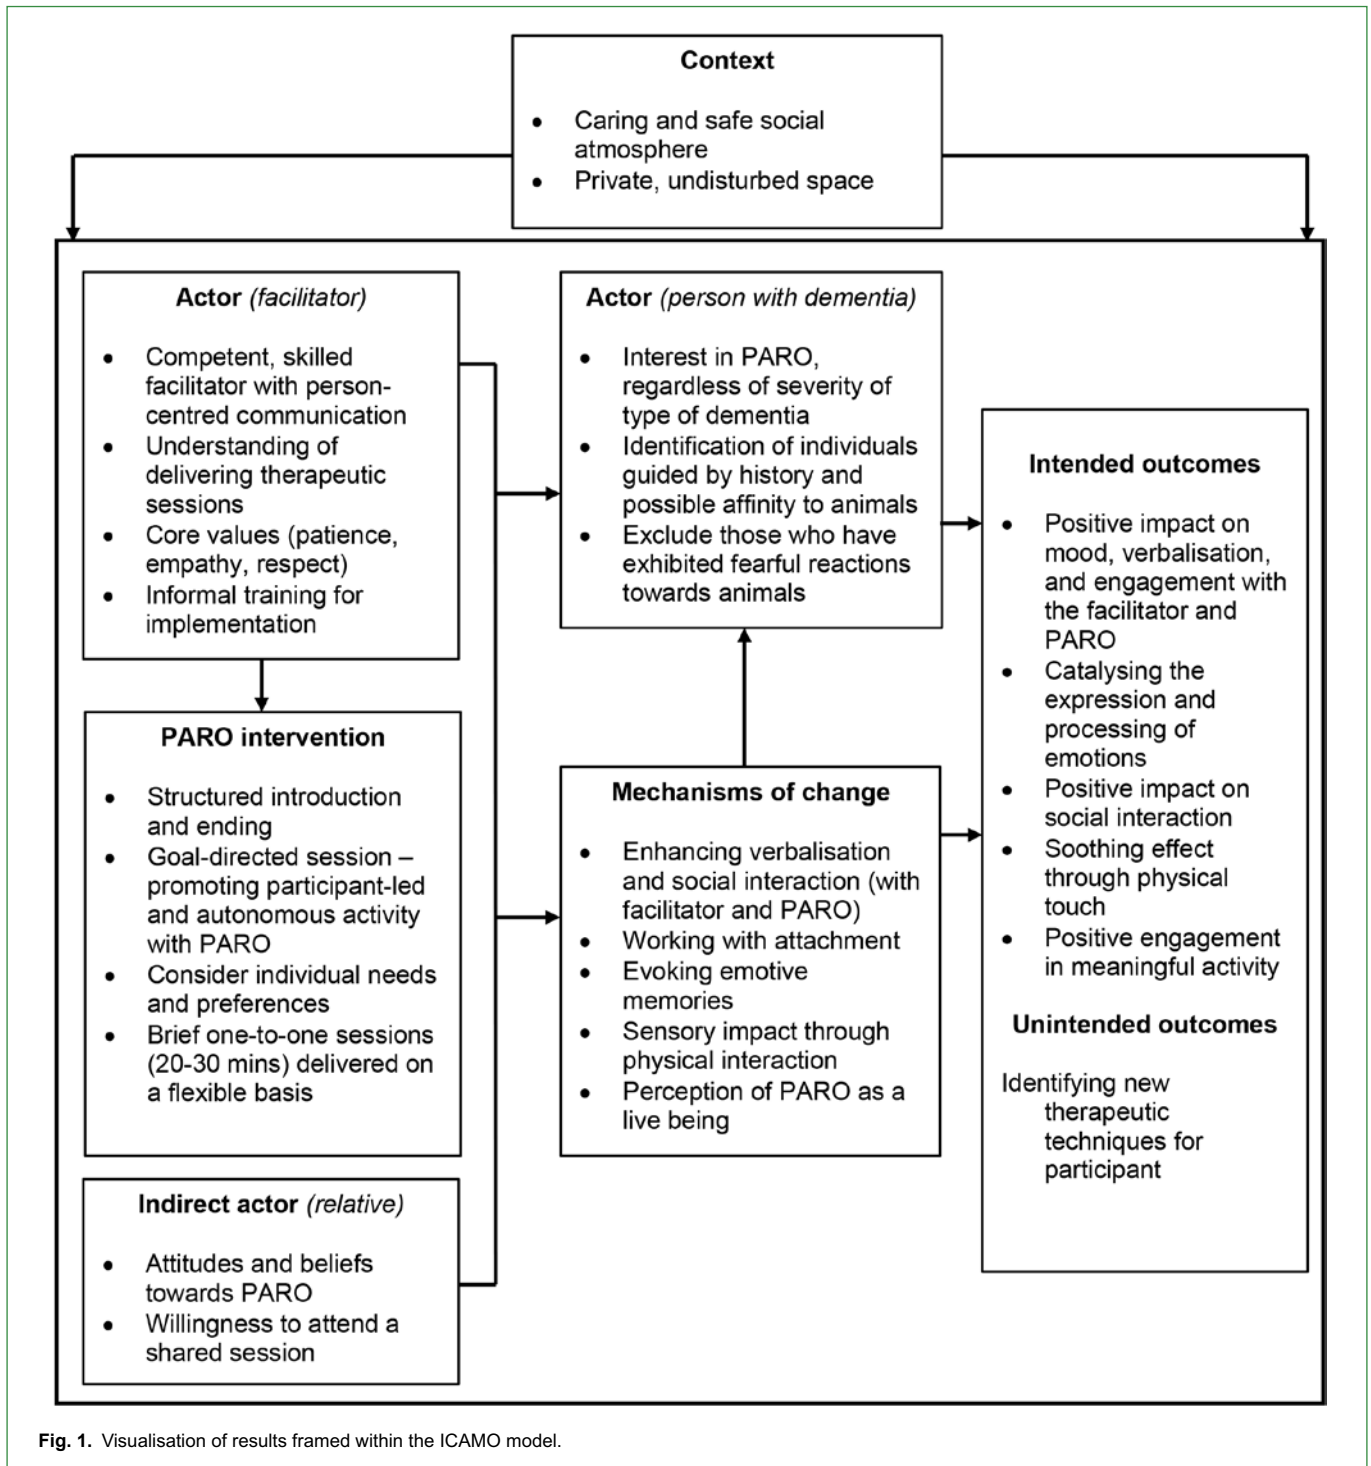 Context
• Caring and safe social
atmosphere
• Private, undisturbed space
Actor (facilitator)
• Competent, skilled
facilitator with person-
centred communication
• Understanding of
delivering therapeutic
sessions
• Core values (patience,
empathy, respect)
• Informal training for
implementation
PARO intervention
• Structured introduction
and ending
• Goal-directed session –
promoting participant-led
and autonomous activity
with PARO
• Consider individual needs
and preferences
• Brief one-to-one sessions
(20-30 mins) delivered on
a flexible basis
Indirect actor (relative)
• Attitudes and beliefs
towards PARO
• Willingness to attend a
shared session
Actor (person with dementia)
• Interest in PARO,
regardless of severity of
type of dementia
• Identification of individuals
guided by history and
possible affinity to animals
• Exclude those who have
exhibited fearful reactions
towards animals
Mechanisms of change
• Enhancing verbalisation
and social interaction (with
facilitator and PARO)
• Working with attachment
• Evoking emotive
memories
• Sensory impact through
physical interaction
• Perception of PARO as a
live being
Intended outcomes
• Positive impact on
mood, verbalisation,
and engagement with
the facilitator and
PARO
• Catalysing the
expression and
processing of
emotions
• Positive impact on
social interaction
• Soothing effect
through physical
touch
• Positive engagement
in meaningful activity
Unintended outcomes
Identifying new
therapeutic
techniques for
participant
Fig. 1. Visualisation of results framed within the ICAMO model.